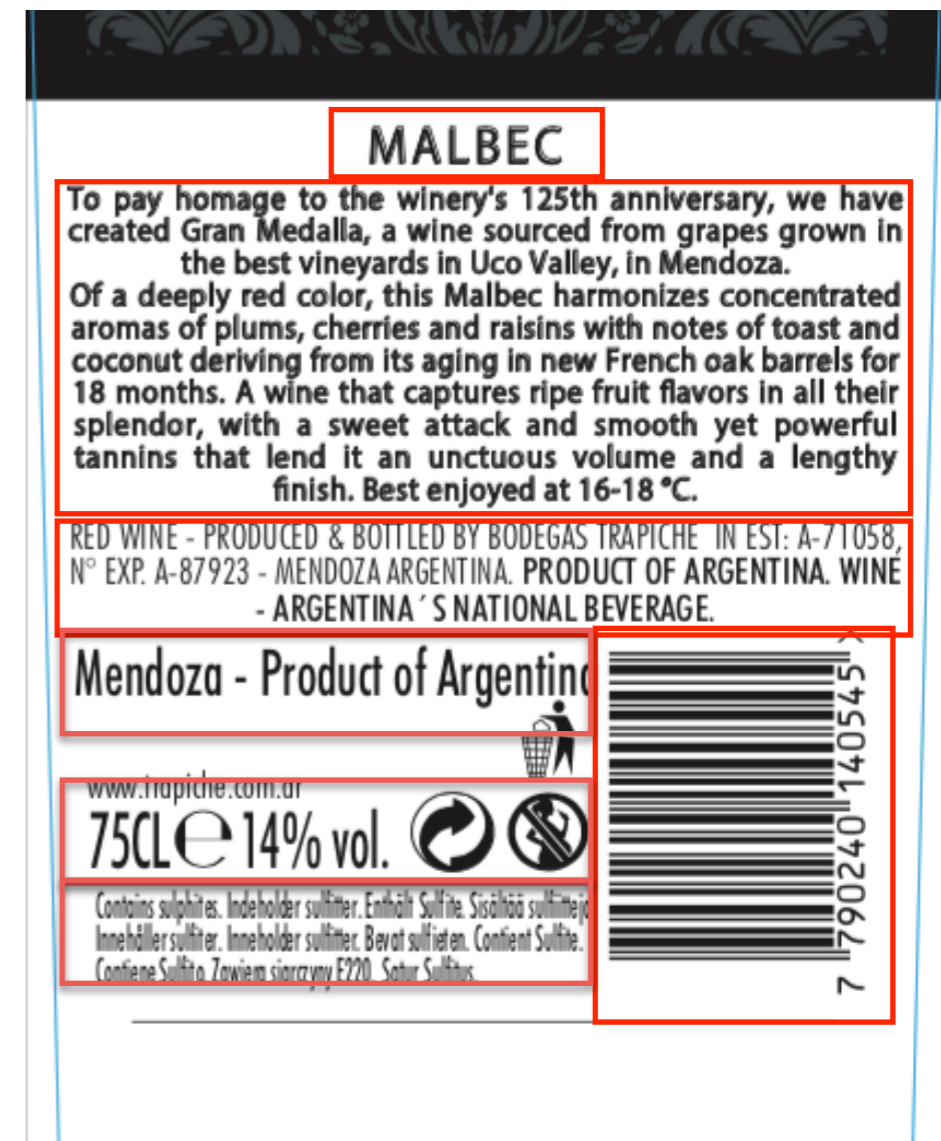 MALBEC
To pay homage to the winery's 125th anniversary, we have
created Gran Medalla, a wine sourced from grapes grown in
the best vineyards in Uco Valley, in Mendoza.
Of a deeply red color, this Malbec harmonizes concentrated
aromas of plums, cherries and raisins with notes of toast and
coconut deriving from its aging in new French oak barrels for
18 months. A wine that captures ripe fruit flavors in all their
splendor, with a sweet attack and smooth yet powerful
tannins that lend it an unctuous volume and a lengthy
finish. Best enjoyed at 16-18 °C.
RED WINE - PRODUCED & BOTTLED BY BODEGAS TRAPICHE IN EST: A-71058,
N° EXP. A-87923 - MENDOZA ARGENTINA. PRODUCT OF ARGENTINA. WINE
- ARGENTINA´S NATIONAL BEVERAGE.
Mendoza - Product of Argentina
www.trapiche.com.ar
75CL e 14% vol.
Contains sulphites. Indeholder sulfitter. Enthält Sulfite. Sisältää sulfiitteja
Innehåller sulfiter. Inneholder sulfitter. Bevat sulfieten. Contient Sulfite.
Contiene Sulfito. Zawiera siarczyny E220. Satur Sulfitus.
7 790240 140545 >